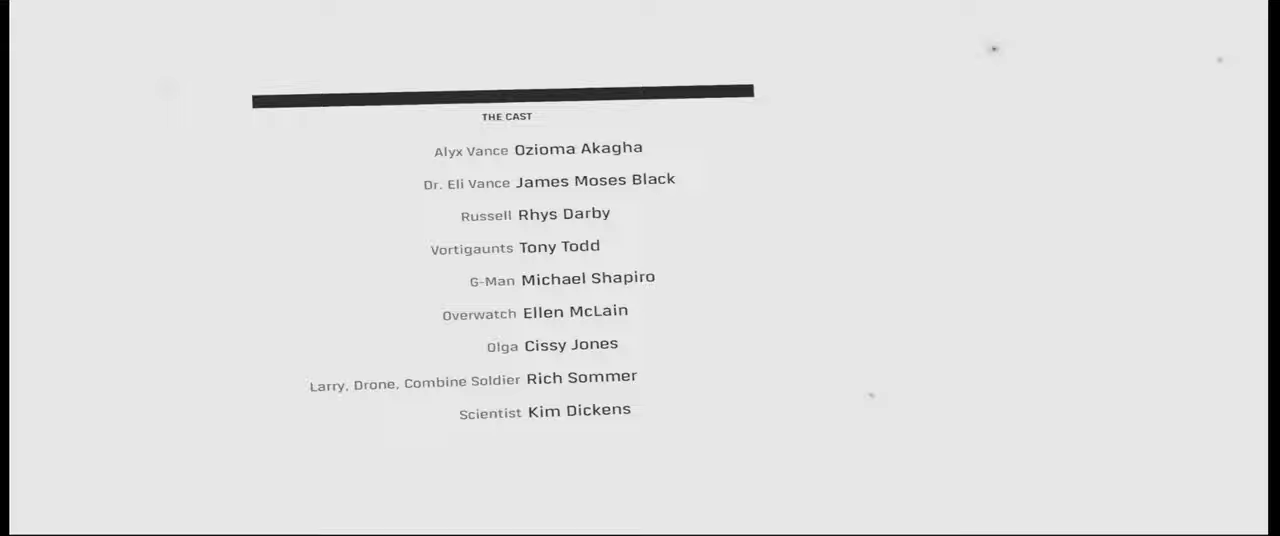 THE CAST
Alyx Vance Ozioma Akagha
Dr. Eli Vance James Moses Black
Russell Rhys Darby
Vortigaunts Tony Todd
G-Man Michael Shapiro
Overwatch Ellen McLain
Olga Cissy Jones
Larry, Drone, Combine Soldier Rich Sommer
Scientist Kim Dickens